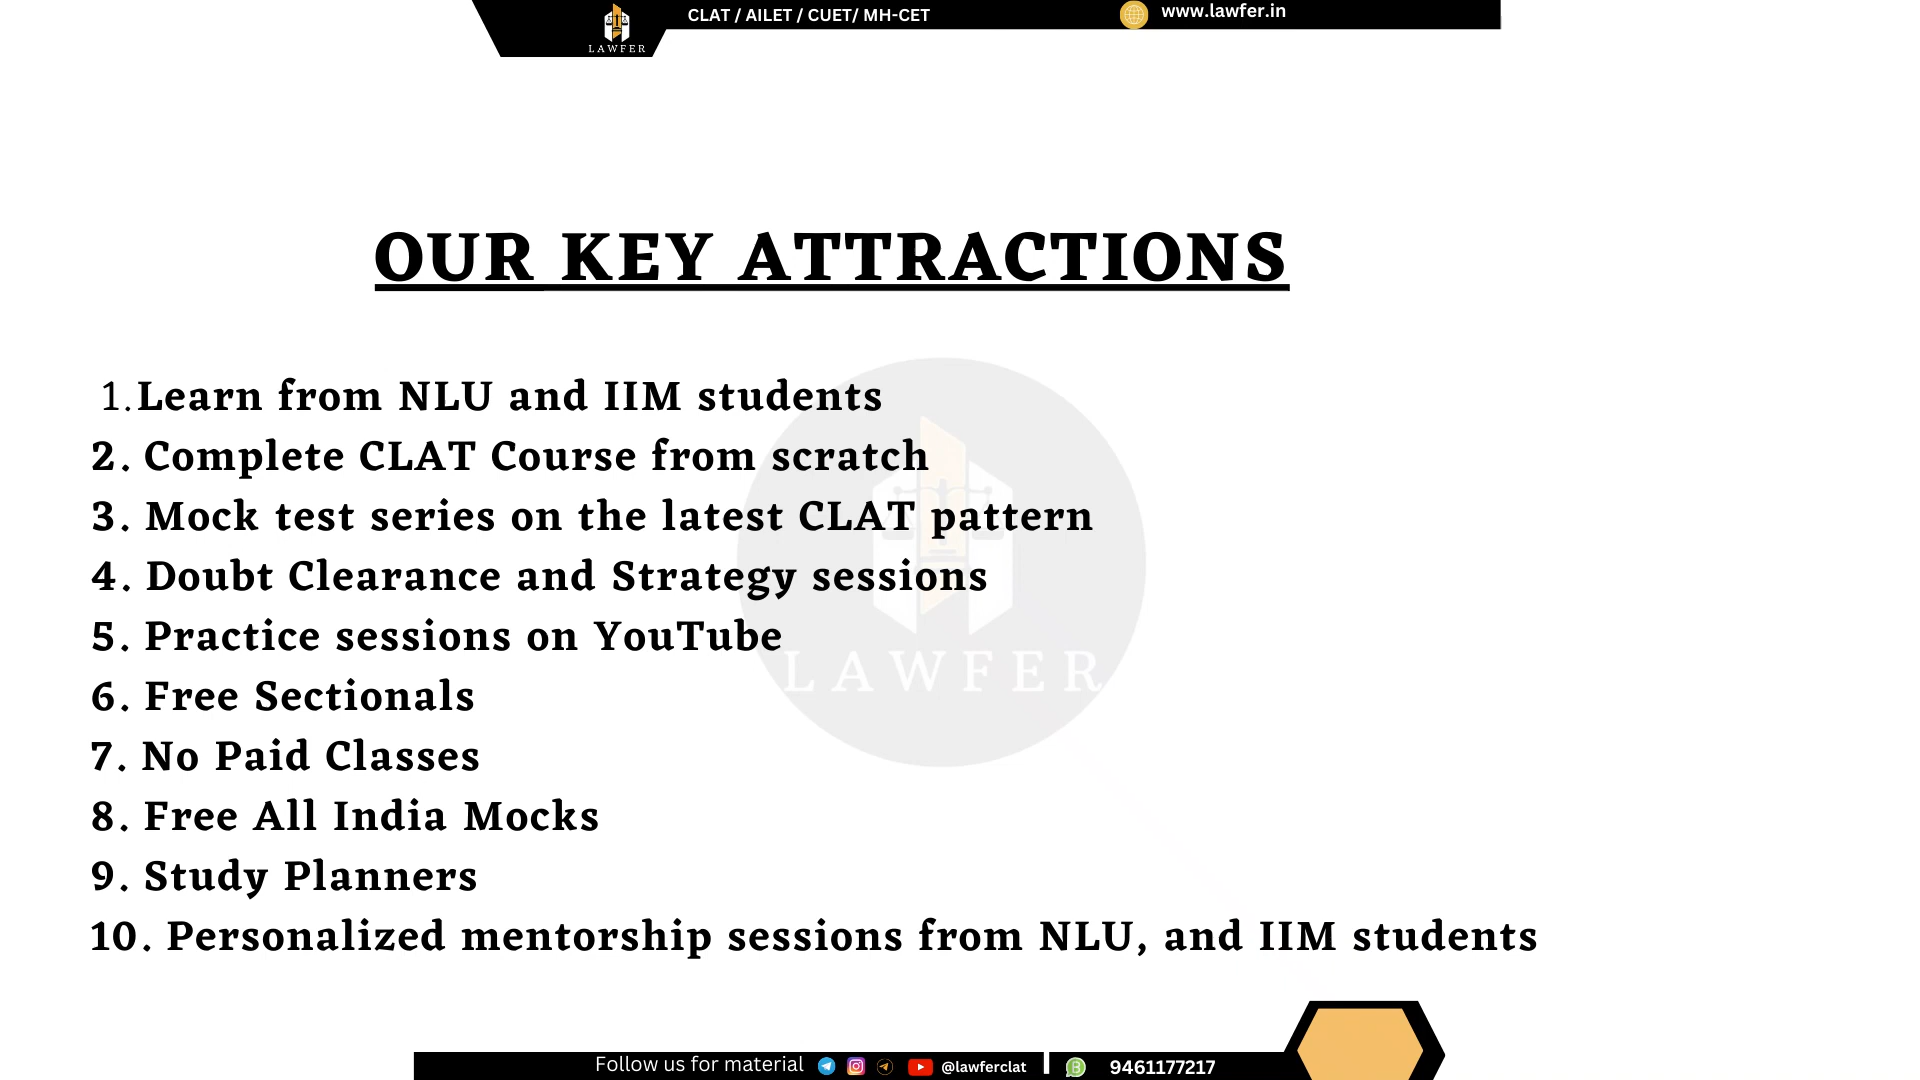 CLAT / AILET / CUET/ MH-CET
www.lawfer.in
LAWFER
OUR KEY ATTRACTIONS
1.Learn from NLU and IIM students
2. Complete CLAT Course from scratch
3. Mock test series on the latest CLAT pattern
4. Doubt Clearance and Strategy sessions
5. Practice sessions on YouTube
6. Free Sectionals
7. No Paid Classes
8. Free All India Mocks
9. Study Planners
10. Personalized mentorship sessions from NLU, and IIM students
LAWFER
Follow us for material @lawferclat 9461177217